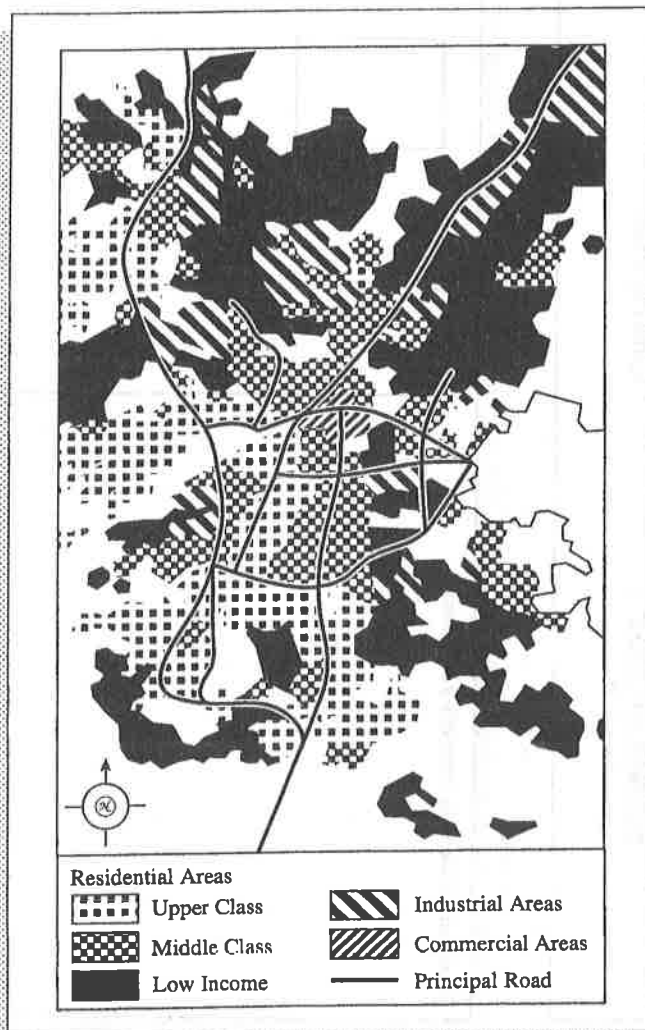 N
Residential Areas
Upper Class
Middle Class
Low Income
Industrial Areas
Commercial Areas
Principal Road